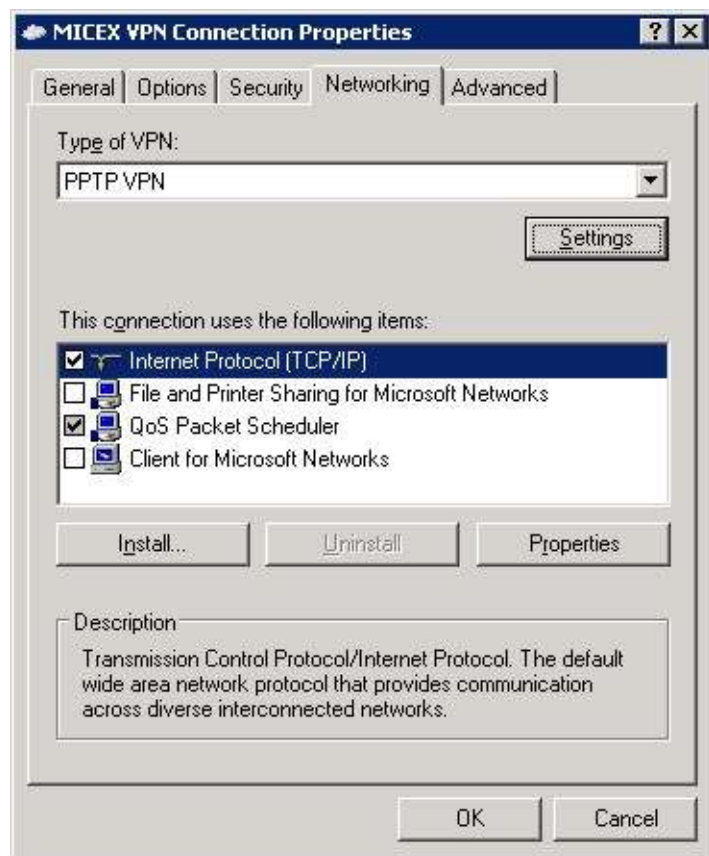 MICEX VPN Connection Properties
General Options Security Networking Advanced
Type of VPN:
PPTP VPN
Settings
This connection uses the following items:
Internet Protocol (TCP/IP)
File and Printer Sharing for Microsoft Networks
QoS Packet Scheduler
Client for Microsoft Networks
Install... Uninstall Properties
Description
Transmission Control Protocol/Internet Protocol. The default
wide area network protocol that provides communication
across diverse interconnected networks.
OK Cancel